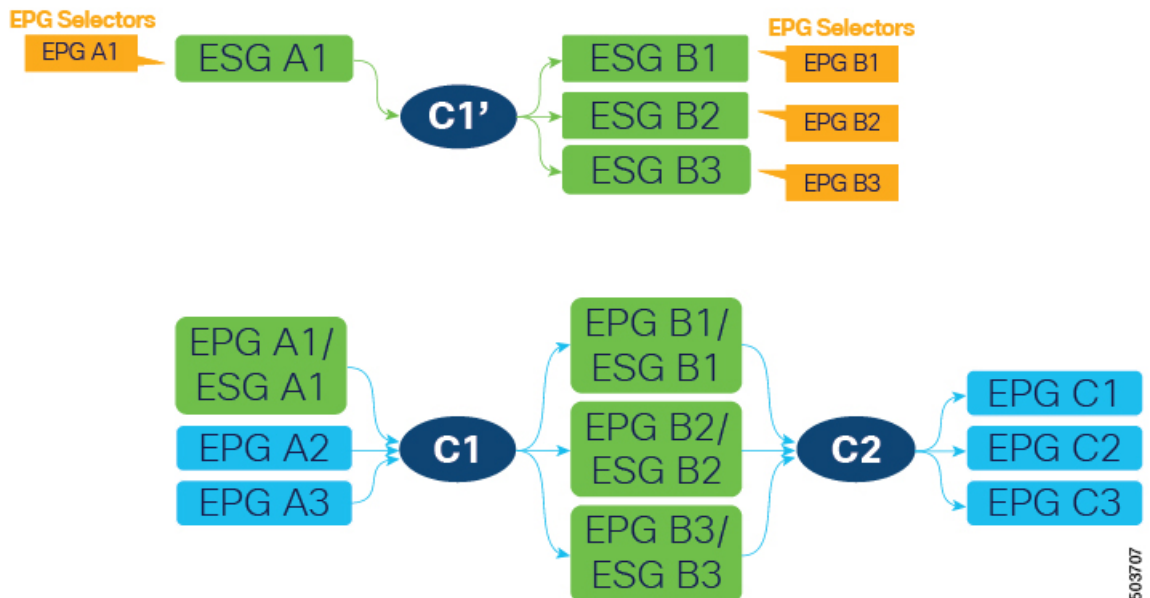 EPG Selectors
EPG A1
ESG A1
C1’
ESG B1
ESG B2
ESG B3
EPG Selectors
EPG B1
EPG B2
EPG B3
EPG A1/
ESG A1
EPG A2
EPG A3
C1
EPG B1/
ESG B1
EPG B2/
ESG B2
EPG B3/
ESG B3
C2
EPG C1
EPG C2
EPG C3
503707